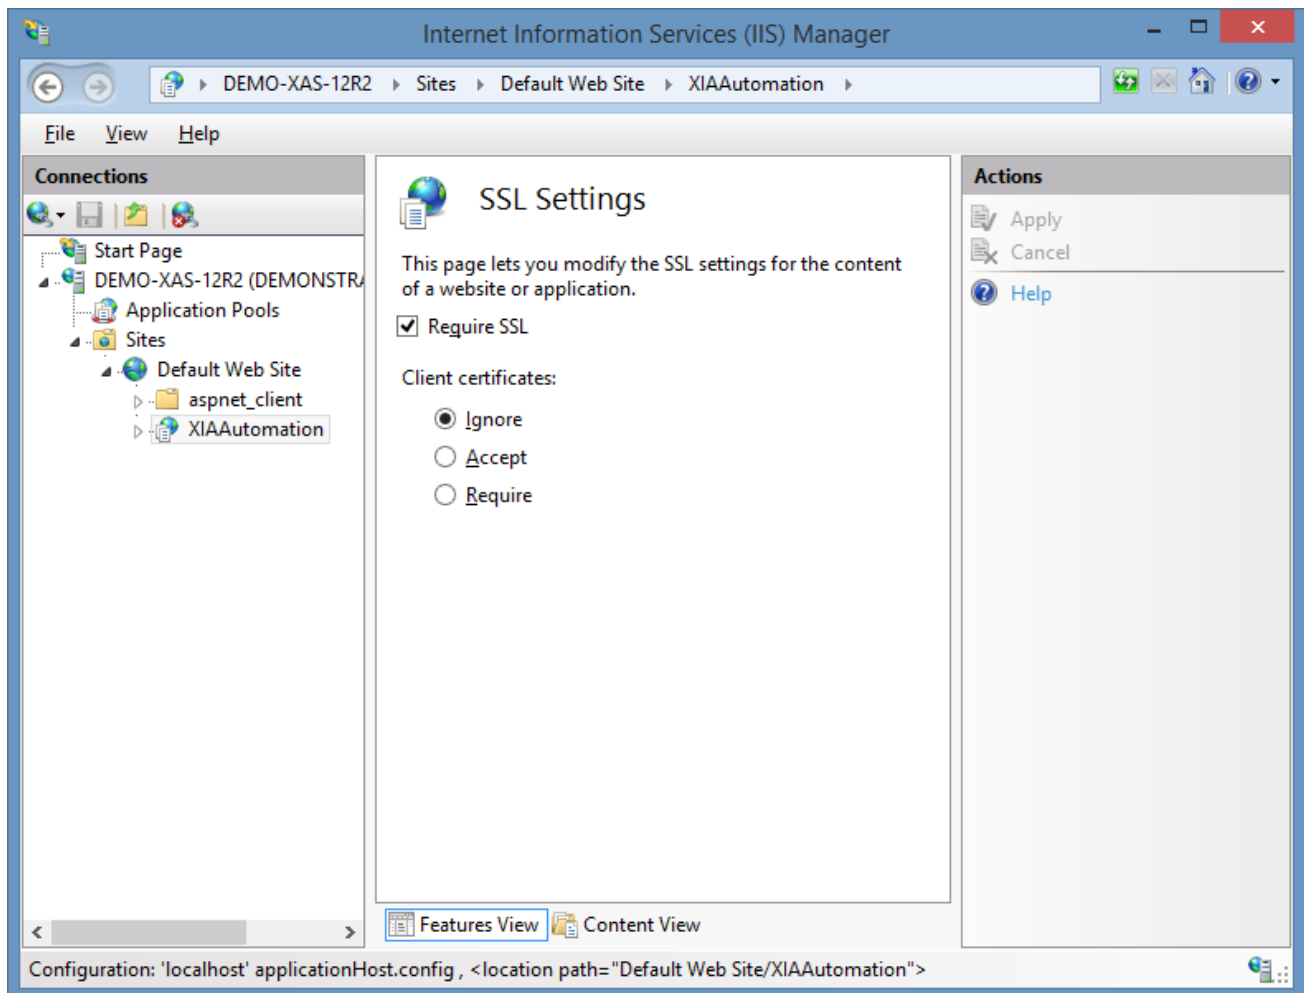 Internet Information Services (IIS) Manager
DEMO-XAS-12R2 Sites Default Web Site XIAAutomation
File View Help
Connections
Start Page
DEMO-XAS-12R2 (DEMONSTRA
Application Pools
Sites
Default Web Site
aspnet_client
XIAAutomation
SSL Settings
This page lets you modify the SSL settings for the content
of a website or application.
Require SSL
Client certificates:
Ignore
Accept
Require
Features View Content View
Actions
Apply
Cancel
Help
Configuration: 'localhost' applicationHost.config , <location path="Default Web Site/XIAAutomation">